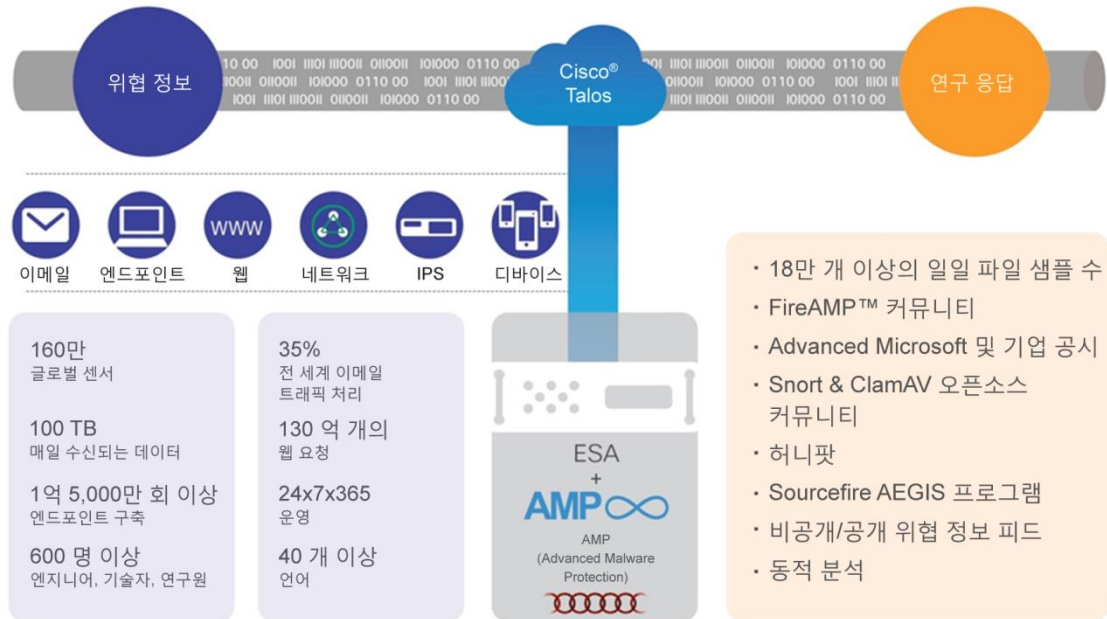 위협 정보
10 00 1001 11101 1110011 0110011 101000 0110 00
Cisco®
Talos
연구 응답
이메일
엔드포인트
WWW
웹
네트워크
IPS
디바이스
160만
글로벌 센서
100 TB
매일 수신되는 데이터
1억 5,000만 회 이상
엔드포인트 구축
600 명 이상
엔지니어, 기술자, 연구원
35%
전 세계 이메일
트래픽 처리
130 억 개의
웹 요청
24x7x365
운영
40 개 이상
언어
ESA
+
AMP
AMP
(Advanced Malware
Protection)
· 18만 개 이상의 일일 파일 샘플 수
· FireAMP™ 커뮤니티
· Advanced Microsoft 및 기업 공시
· Snort & ClamAV 오픈소스
커뮤니티
· 허니팟
· Sourcefire AEGIS 프로그램
· 비공개/공개 위협 정보 피드
· 동적 분석